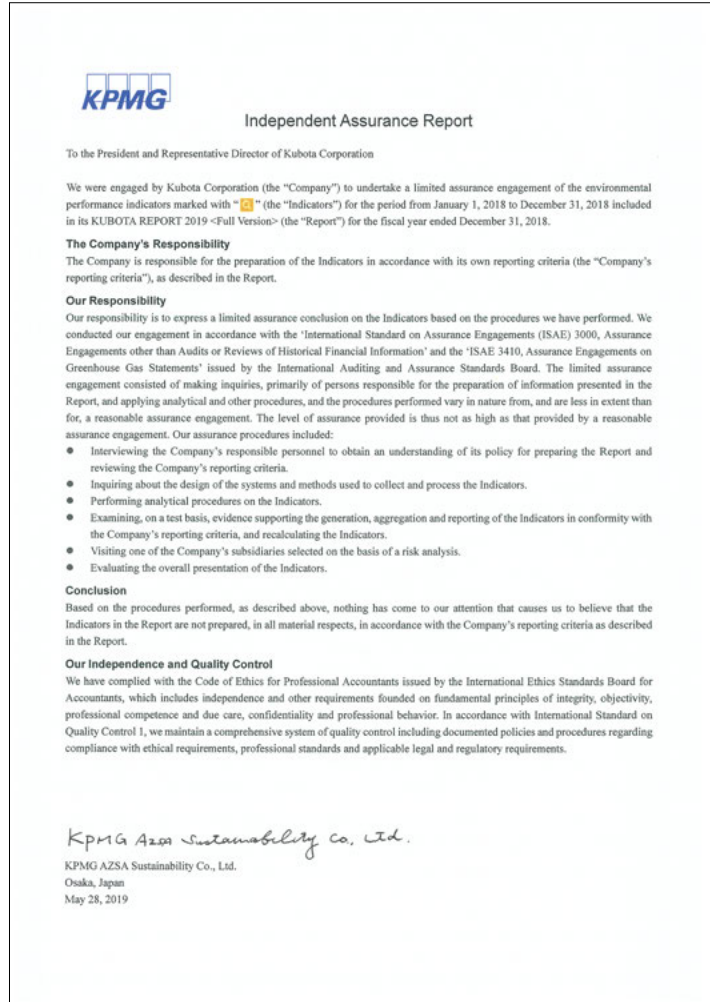 KPMG
Independent Assurance Report
To the President and Representative Director of Kubota Corporation
We were engaged by Kubota Corporation (the “Company”) to undertake a limited assurance engagement of the environmental
performance indicators marked with “ ” (the “Indicators”) for the period from January 1, 2018 to December 31, 2018 included
in its KUBOTA REPORT 2019 <Full Version> (the “Report”) for the fiscal year ended December 31, 2018.
The Company’s Responsibility
The Company is responsible for the preparation of the Indicators in accordance with its own reporting criteria (the “Company’s
reporting criteria”), as described in the Report.
Our Responsibility
Our responsibility is to express a limited assurance conclusion on the Indicators based on the procedures we have performed. We
conducted our engagement in accordance with the ‘International Standard on Assurance Engagements (ISAE) 3000, Assurance
Engagements other than Audits or Reviews of Historical Financial Information’ and the ‘ISAE 3410, Assurance Engagements on
Greenhouse Gas Statements’ issued by the International Auditing and Assurance Standards Board. The limited assurance
engagement consisted of making inquiries, primarily of persons responsible for the preparation of information presented in the
Report, and applying analytical and other procedures, and the procedures performed vary in nature from, and are less in extent than
for, a reasonable assurance engagement. The level of assurance provided is thus not as high as that provided by a reasonable
assurance engagement. Our assurance procedures included:
● Interviewing the Company’s responsible personnel to obtain an understanding of its policy for preparing the Report and
reviewing the Company’s reporting criteria.
● Inquiring about the design of the systems and methods used to collect and process the Indicators.
● Performing analytical procedures on the Indicators.
● Examining, on a test basis, evidence supporting the generation, aggregation and reporting of the Indicators in conformity with
the Company’s reporting criteria, and recalculating the Indicators.
● Visiting one of the Company’s subsidiaries selected on the basis of a risk analysis.
● Evaluating the overall presentation of the Indicators.
Conclusion
Based on the procedures performed, as described above, nothing has come to our attention that causes us to believe that the
Indicators in the Report are not prepared, in all material respects, in accordance with the Company’s reporting criteria as described
in the Report.
Our Independence and Quality Control
We have complied with the Code of Ethics for Professional Accountants issued by the International Ethics Standards Board for
Accountants, which includes independence and other requirements founded on fundamental principles of integrity, objectivity,
professional competence and due care, confidentiality and professional behavior. In accordance with International Standard on
Quality Control 1, we maintain a comprehensive system of quality control including documented policies and procedures regarding
compliance with ethical requirements, professional standards and applicable legal and regulatory requirements.
KPMG Azsa Sustainability Co., Ltd.
KPMG AZSA Sustainability Co., Ltd.
Osaka, Japan
May 28, 2019